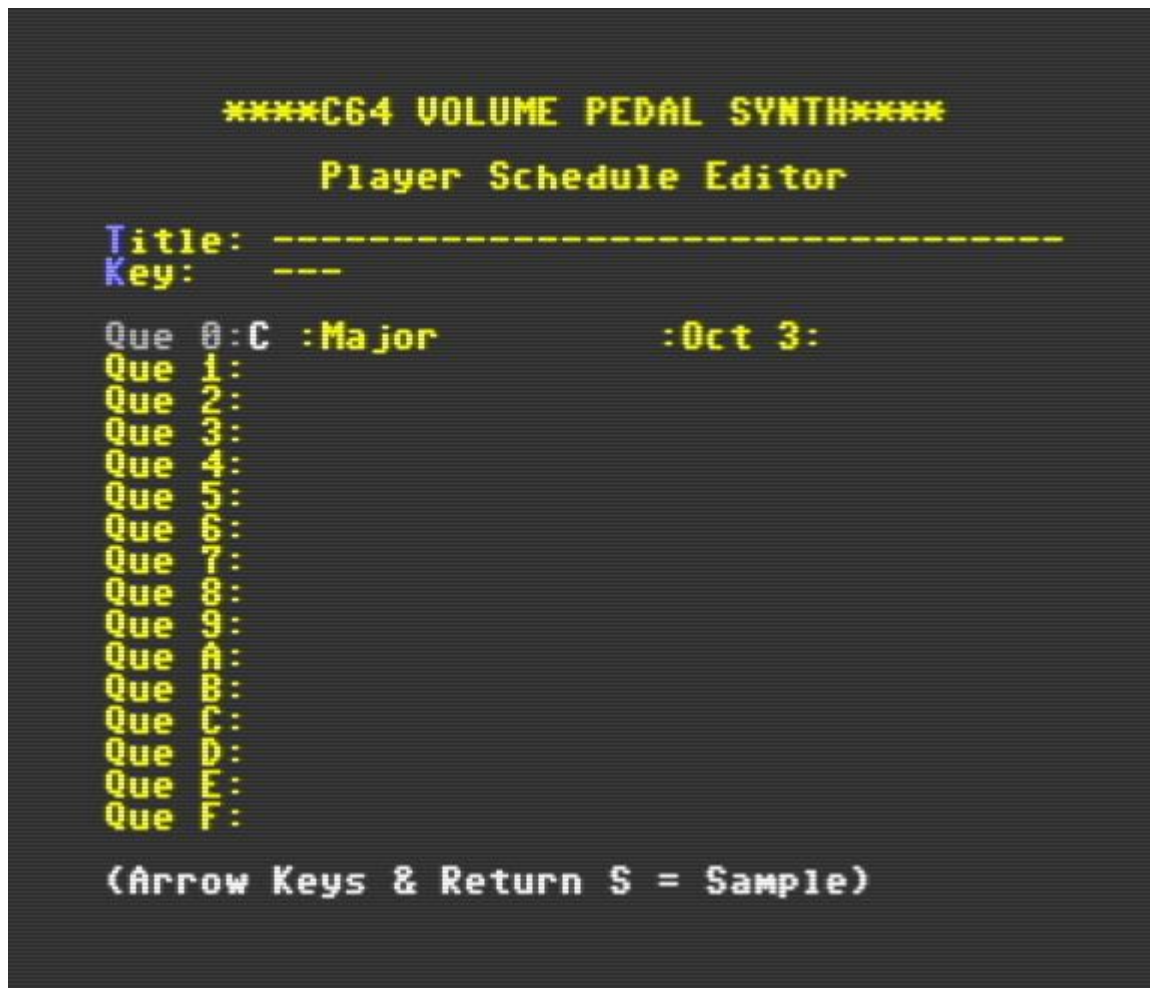 ****C64 VOLUME PEDAL SYNTH****
Player Schedule Editor
Title: ---------------------------------
Key: ---
Que 0:C :Major :Oct 3:
Que 1:
Que 2:
Que 3:
Que 4:
Que 5:
Que 6:
Que 7:
Que 8:
Que 9:
Que A:
Que B:
Que C:
Que D:
Que E:
Que F:
(Arrow Keys & Return S = Sample)